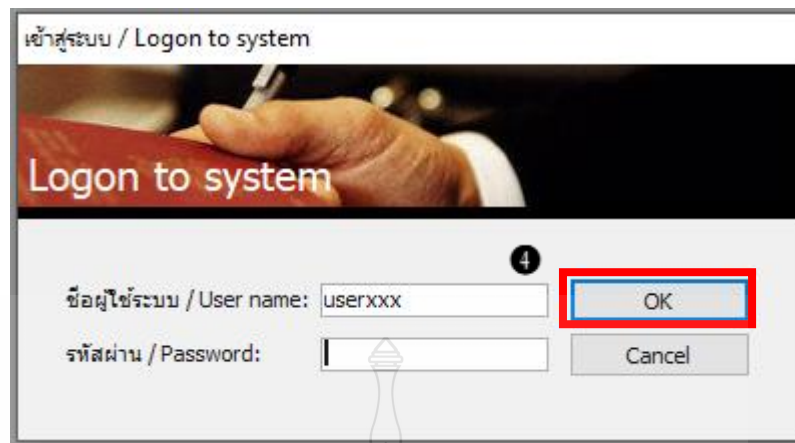 เข้าสู่ระบบ / Logon to system
Logon to system
❹
ชื่อผู้ใช้ระบบ / User name: userxxx OK
รหัสผ่าน / Password: Cancel